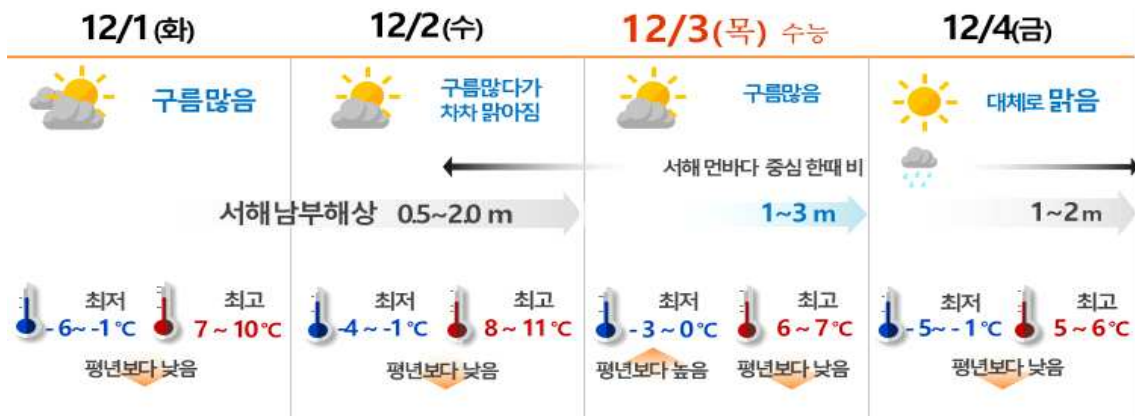 12/1(화)
12/2(수)
12/3(목) 수능
12/4(금)
구름많음
구름많다가
차차 맑아짐
구름많음
대체로 맑음
서해 먼바다 중심 한때 비
서해남부해상 0.5~2.0 m
1~3 m
1~2 m
최저
- 6~ -1 ℃
최고
7 ~ 10 ℃
평년보다 낮음
최저
-4 ~ -1 ℃
최고
8 ~ 11 ℃
평년보다 낮음
최저
- 3 ~ 0 ℃
평년보다 높음
최고
6 ~ 7 ℃
평년보다 낮음
최저
- 5~ - 1 ℃
최고
5 ~ 6 ℃
평년보다 낮음